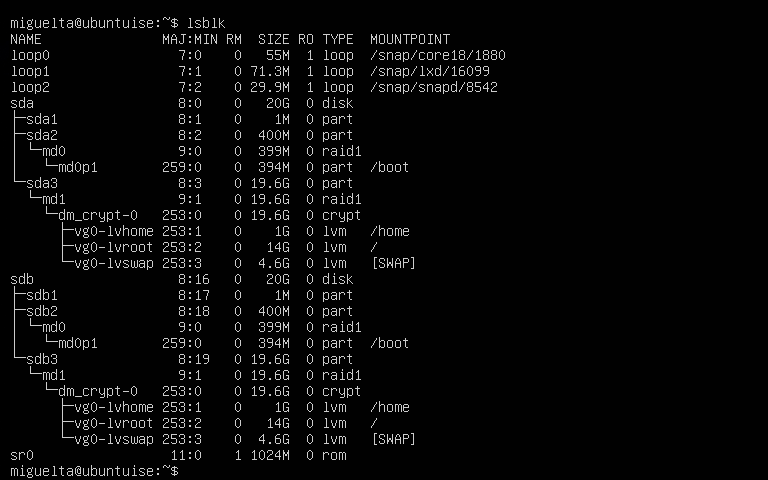 miguelta@ubuntuise:~$ lsblk
NAME                MAJ:MIN RM   SIZE RO TYPE  MOUNTPOINT
loop0                 7:0    0    55M  1 loop  /snap/core18/1880
loop1                 7:1    0  71.3M  1 loop  /snap/lxd/16099
loop2                 7:2    0  29.9M  1 loop  /snap/snapd/8542
sda                   8:0    0    20G  0 disk
├─sda1                8:1    0     1M  0 part
├─sda2                8:2    0   400M  0 part
│ └─md0               9:0    0   399M  0 raid1
│   └─md0p1         259:0    0   394M  0 part  /boot
└─sda3                8:3    0  19.6G  0 part
  └─md1               9:1    0  19.6G  0 raid1
    └─dm_crypt-0    253:0    0  19.6G  0 crypt
      ├─vg0-lvhome  253:1    0     1G  0 lvm   /home
      ├─vg0-lvroot  253:2    0    14G  0 lvm   /
      └─vg0-lvswap  253:3    0   4.6G  0 lvm   [SWAP]
sdb                   8:16   0    20G  0 disk
├─sdb1                8:17   0     1M  0 part
├─sdb2                8:18   0   400M  0 part
│ └─md0               9:0    0   399M  0 raid1
│   └─md0p1         259:0    0   394M  0 part  /boot
└─sdb3                8:19   0  19.6G  0 part
  └─md1               9:1    0  19.6G  0 raid1
    └─dm_crypt-0    253:0    0  19.6G  0 crypt
      ├─vg0-lvhome  253:1    0     1G  0 lvm   /home
      ├─vg0-lvroot  253:2    0    14G  0 lvm   /
      └─vg0-lvswap  253:3    0   4.6G  0 lvm   [SWAP]
sr0                  11:0    1  1024M  0 rom
miguelta@ubuntuise:~$